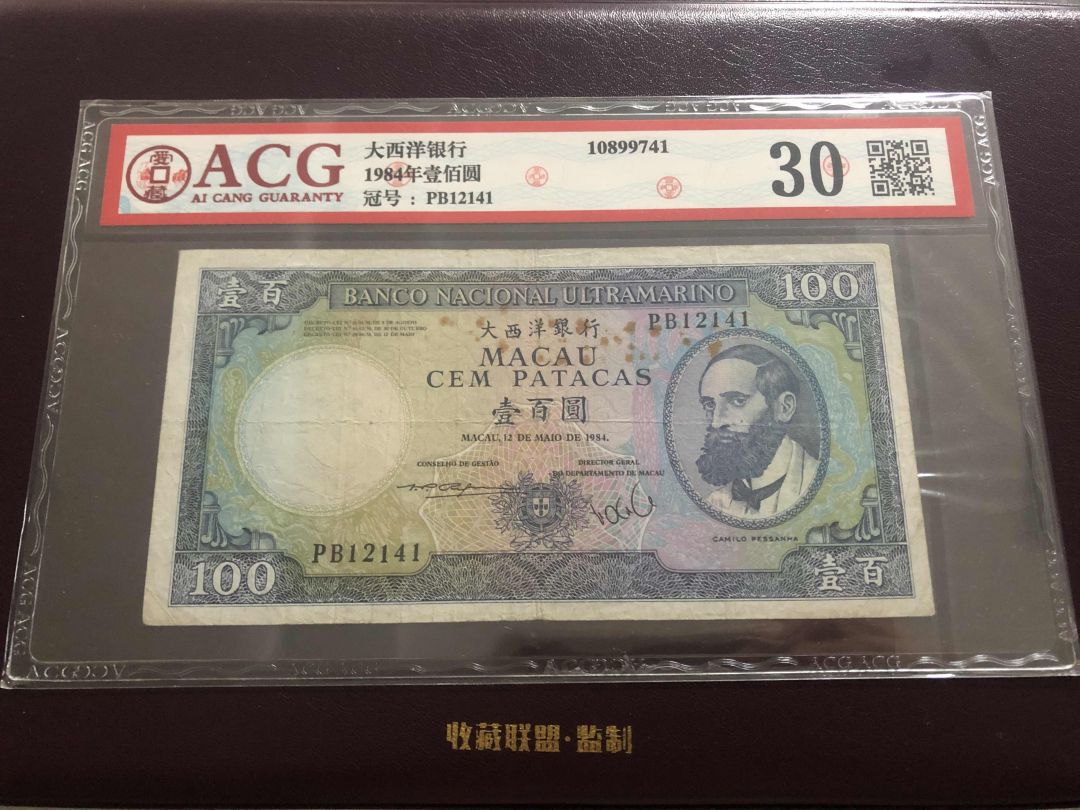 愛藏 ACG
AI CANG GUARANTY
大西洋银行
1984年壹佰圆
冠号：PB12141
10899741
30
壹百
BANCO NACIONAL ULTRAMARINO
100
大西洋銀行
PB12141
MACAU
CEM PATACAS
壹百圓
MACAU, 12 DE MAIO DE 1984.
CONSELHO DE GESTÃO
DIRECTOR GERAL
DO DEPARTAMENTO DE MACAU
CAMILO PESSANHA
PB12141
100
壹百
收藏联盟·监制